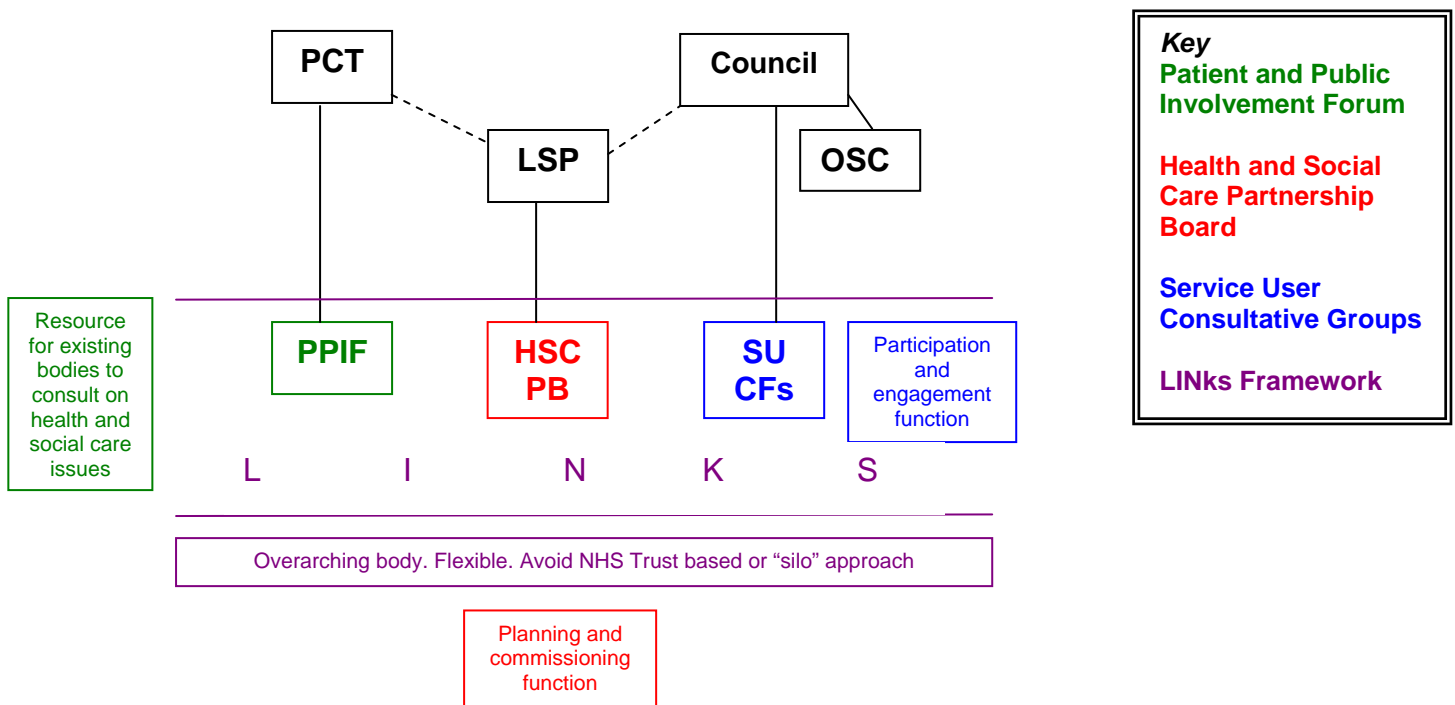 PCT
Council
LSP
OSC
Key
Patient and Public
Involvement Forum
Health and Social
Care Partnership
Board
Service User
Consultative Groups
LINks Framework
Resource
for existing
bodies to
consult on
health and
social care
issues
PPIF
HSC
PB
SU
CFs
Participation
and
engagement
function
L I N K S
Overarching body. Flexible. Avoid NHS Trust based or “silo” approach
Planning and
commissioning
function